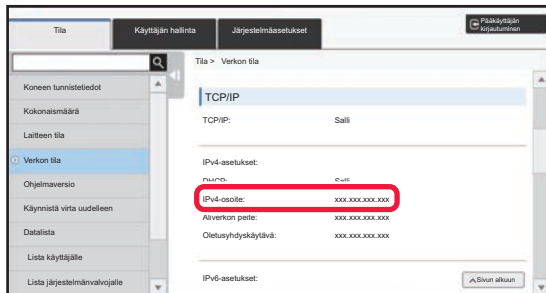 Tila
Käyttäjän hallinta
Järjestelmäasetukset
Pääkäyttäjän
kirjautuminen
Tila > Verkon tila
Koneen tunnistetiedot
Kokonaismäärä
Laitteen tila
Verkon tila
Ohjelmaversio
Käynnistä virta uudelleen
Datalista
Lista käyttäjälle
Lista järjestelmänvalvojalle
TCP/IP
TCP/IP: Salli
IPv4-asetukset:
DHCP: Salli
IPv4-osoite: xxx.xxx.xxx.xxx
Aliverkon peite: xxx.xxx.xxx.xxx
Oletusyhdyskäytävä: xxx.xxx.xxx.xxx
IPv6-asetukset:
Sivun alkuun